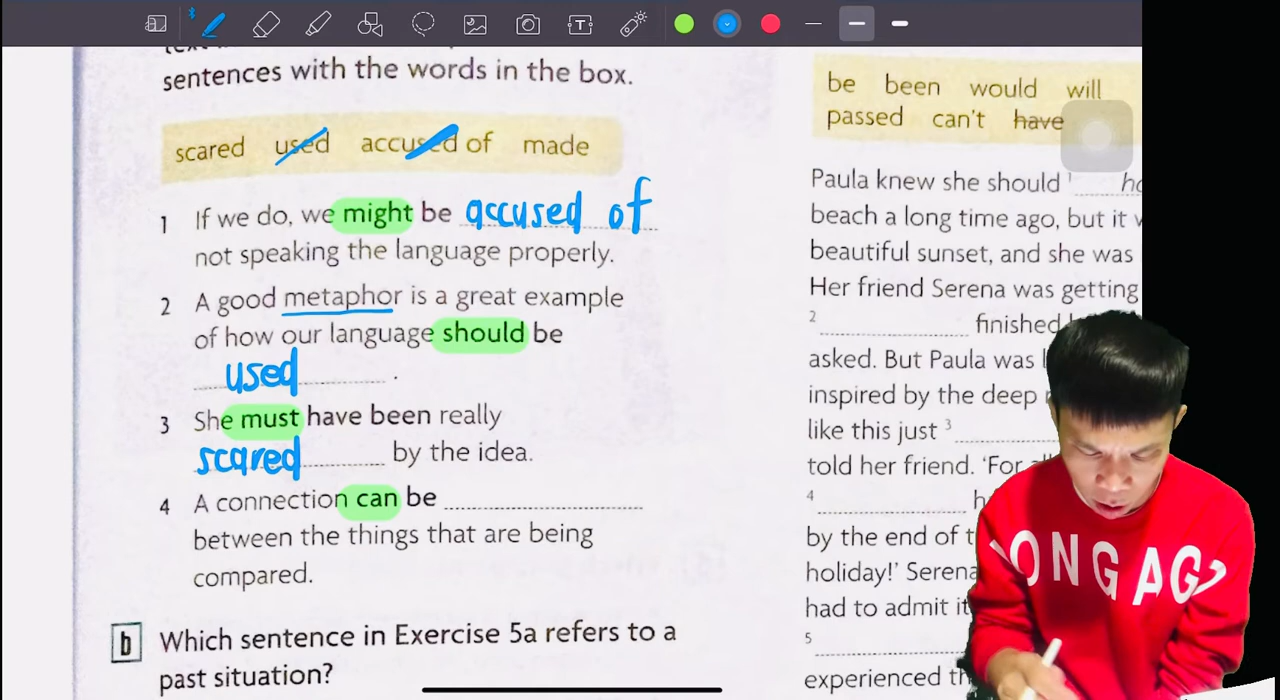 sentences with the words in the box.
scared used accused of made
1 If we do, we might be accused of
not speaking the language properly.
2 A good metaphor is a great example
of how our language should be
used .
3 She must have been really
scared by the idea.
4 A connection can be
between the things that are being
compared.
b Which sentence in Exercise 5a refers to a
past situation?
be been would will
passed can't have
Paula knew she should 1
beach a long time ago, but it
beautiful sunset, and she was
Her friend Serena was getting
2 finished
asked. But Paula was
inspired by the deep
like this just 3
told her friend. 'For
4
by the end of
holiday!' Serena
had to admit it
5
experienced
ONG AG